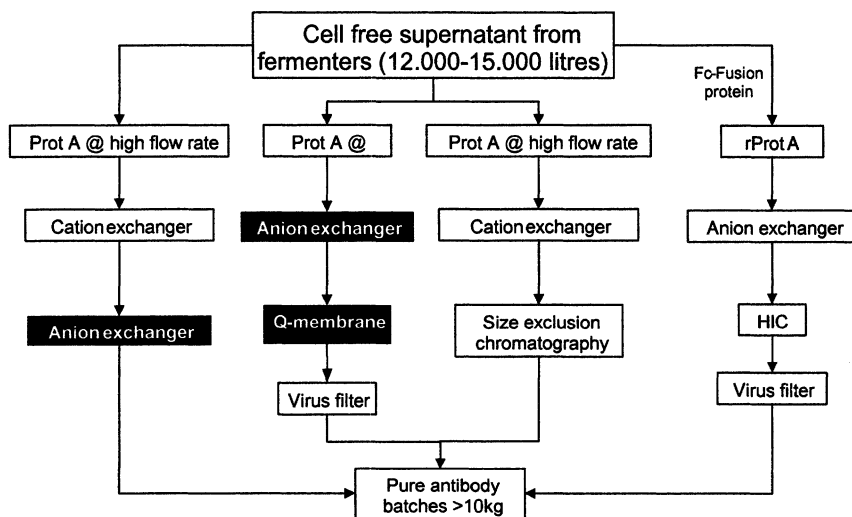 Cell free supernatant from
fermenters (12.000-15.000 litres)
Fc-Fusion
protein
Prot A @ high flow rate
Prot A @
Prot A @ high flow rate
rProt A
Cation exchanger
Anion exchanger
Cation exchanger
Anion exchanger
Anion exchanger
Q-membrane
Size exclusion
chromatography
HIC
Virus filter
Virus filter
Pure antibody
batches >10kg